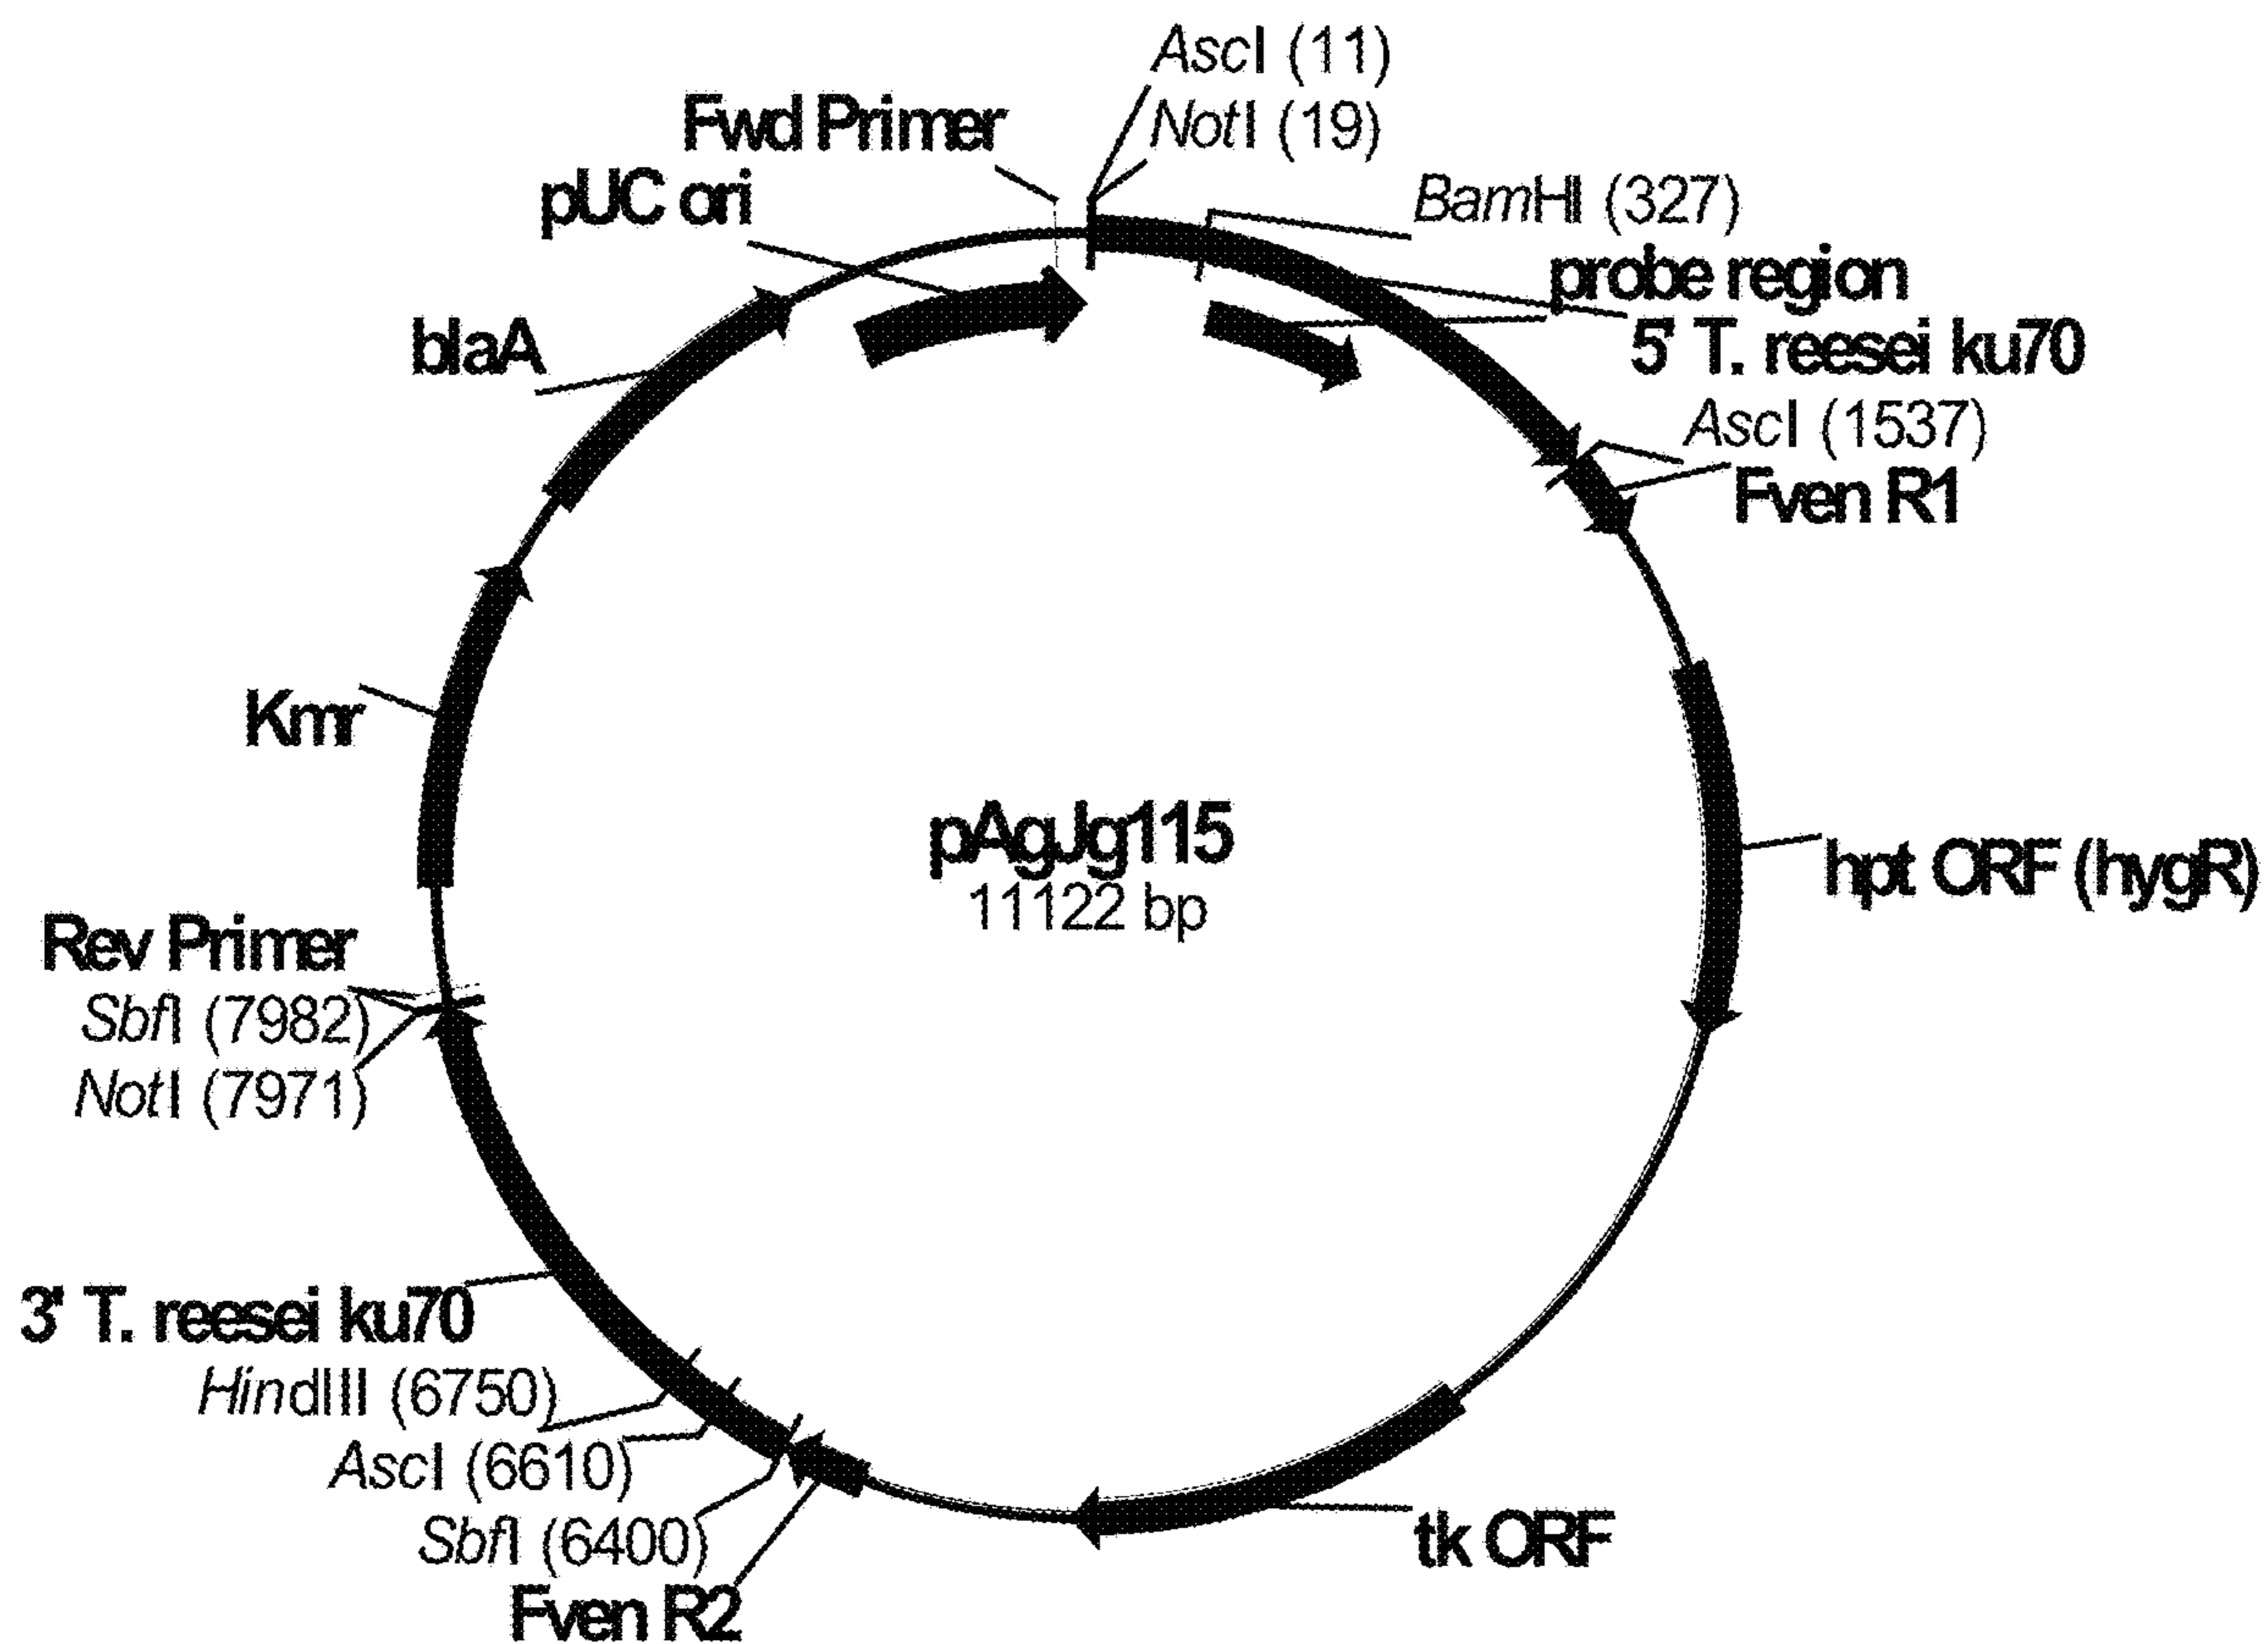 AscI (11)
Fwd Primer
NotI (19)
pUC ori
BamHI (327)
probe region
blaA
5' T. reesei ku70
AscI (1537)
Fven R1
Kmr
pAgJg115
11122 bp
hpt ORF (hygR)
Rev Primer
SbfI (7982)
NotI (7971)
3' T. reesei ku70
HindIII (6750)
AscI (6610)
SbfI (6400)
tk ORF
Fven R2